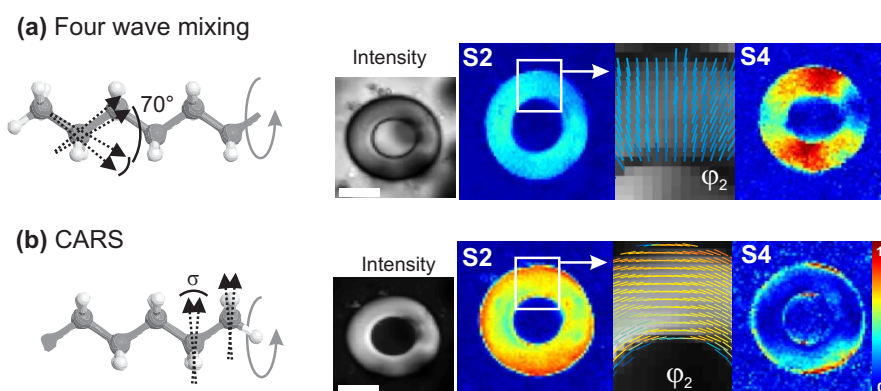 (a) Four wave mixing
70°
Intensity
S2
φ2
S4
(b) CARS
σ
Intensity
S2
φ2
S4